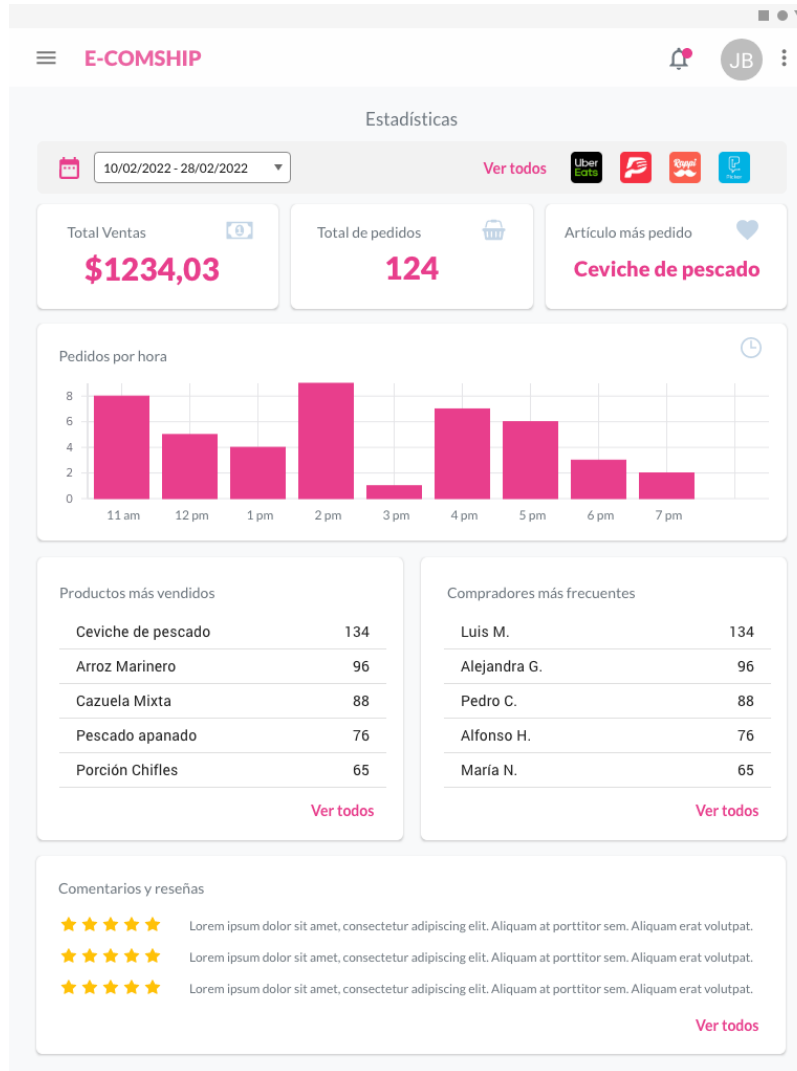 E-COMSHIP
JB
Estadísticas
10/02/2022 - 28/02/2022
Ver todos
Uber
Eats
Rappi
Picker
Total Ventas
$1234,03
Total de pedidos
124
Artículo más pedido
Ceviche de pescado
Pedidos por hora
8
6
4
2
0
11 am 12 pm 1 pm 2 pm 3 pm 4 pm 5 pm 6 pm 7 pm
Productos más vendidos
Ceviche de pescado 134
Arroz Marinero 96
Cazuela Mixta 88
Pescado apanado 76
Porción Chifles 65
Ver todos
Compradores más frecuentes
Luis M. 134
Alejandra G. 96
Pedro C. 88
Alfonso H. 76
María N. 65
Ver todos
Comentarios y reseñas
Lorem ipsum dolor sit amet, consectetur adipiscing elit. Aliquam at porttitor sem. Aliquam erat volutpat.
Lorem ipsum dolor sit amet, consectetur adipiscing elit. Aliquam at porttitor sem. Aliquam erat volutpat.
Lorem ipsum dolor sit amet, consectetur adipiscing elit. Aliquam at porttitor sem. Aliquam erat volutpat.
Ver todos